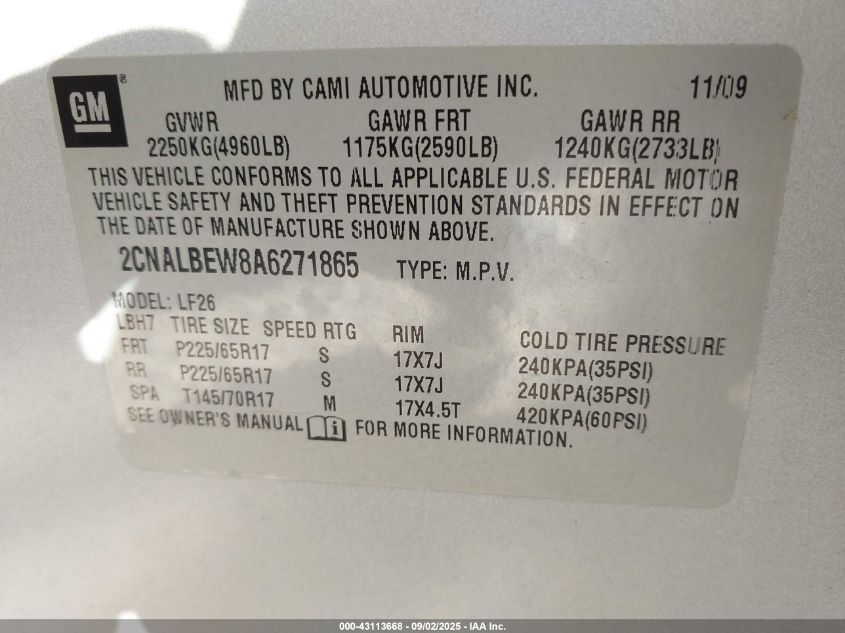 GM ®
MFD BY CAMI AUTOMOTIVE INC. 11/09
GVWR GAWR FRT GAWR RR
2250KG(4960LB) 1175KG(2590LB) 1240KG(2733LB)
THIS VEHICLE CONFORMS TO ALL APPLICABLE U.S. FEDERAL MOTOR
VEHICLE SAFETY AND THEFT PREVENTION STANDARDS IN EFFECT ON
THE DATE OF MANUFACTURE SHOWN ABOVE.
2CNALBEW8A6271865 TYPE: M.P.V.
MODEL: LF26
LBH7 TIRE SIZE SPEED RTG RIM COLD TIRE PRESSURE
FRT P225/65R17 S 17X7J 240KPA(35PSI)
RR P225/65R17 S 17X7J 240KPA(35PSI)
SPA T145/70R17 M 17X4.5T 420KPA(60PSI)
SEE OWNER'S MANUAL i FOR MORE INFORMATION.
000-43113668 - 09/02/2025 - IAA Inc.